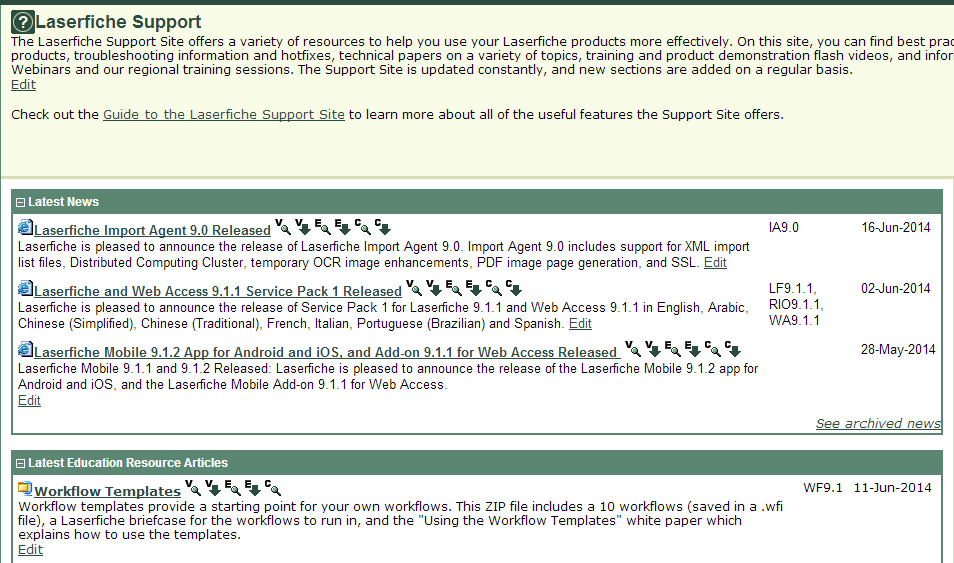 Laserfiche Support
The Laserfiche Support Site offers a variety of resources to help you use your Laserfiche products more effectively. On this site, you can find best
products, troubleshooting information and hotfixes, technical papers on a variety of topics, training and product demonstration flash videos, and
Webinars and our regional training sessions. The Support Site is updated constantly, and new sections are added on a regular basis.
Edit
Check out the Guide to the Laserfiche Support Site to learn more about all of the useful features the Support Site offers.
Latest News
Laserfiche Import Agent 9.0 Released V V E E C C IA9.0 16-Jun-2014
Laserfiche is pleased to announce the release of Laserfiche Import Agent 9.0. Import Agent 9.0 includes support for XML import
list files, Distributed Computing Cluster, temporary OCR image enhancements, PDF image page generation, and SSL. Edit
Laserfiche and Web Access 9.1.1 Service Pack 1 Released V V E E C C LF9.1.1, 02-Jun-2014
Laserfiche is pleased to announce the release of Service Pack 1 for Laserfiche 9.1.1 and Web Access 9.1.1 in English, Arabic, RIO9.1.1,
Chinese (Simplified), Chinese (Traditional), French, Italian, Portuguese (Brazilian) and Spanish. Edit WA9.1.1
Laserfiche Mobile 9.1.2 App for Android and iOS, and Add-on 9.1.1 for Web Access Released V V E E C C 28-May-2014
Laserfiche Mobile 9.1.1 and 9.1.2 Released: Laserfiche is pleased to announce the release of the Laserfiche Mobile 9.1.2 app for
Android and iOS, and the Laserfiche Mobile Add-on 9.1.1 for Web Access.
Edit
See archived news
Latest Education Resource Articles
Workflow Templates V V E E C WF9.1 11-Jun-2014
Workflow templates provide a starting point for your own workflows. This ZIP file includes a 10 workflows (saved in a .wfi
file), a Laserfiche briefcase for the workflows to run in, and the "Using the Workflow Templates" white paper which
explains how to use the templates.
Edit